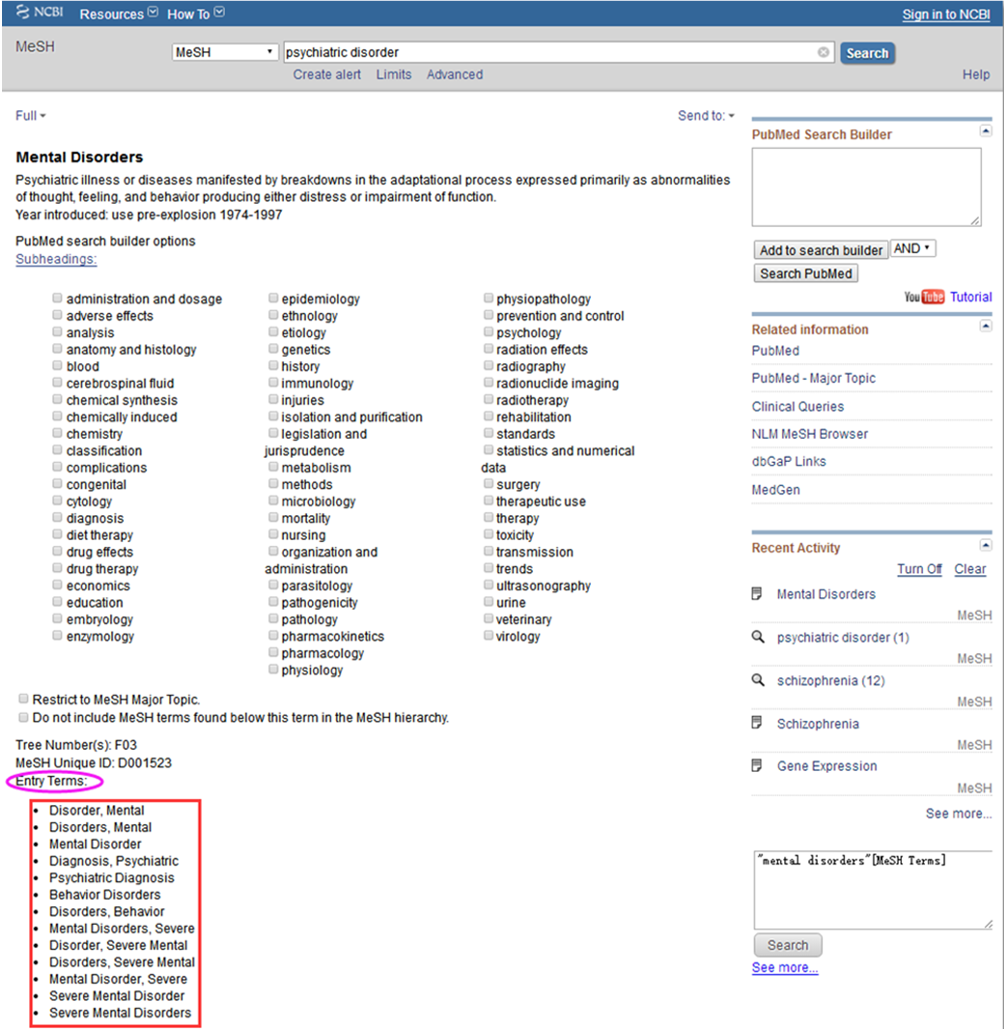 NCBI Resources How To Sign in to NCBI
MeSH MeSH psychiatric disorder Search
Create alert Limits Advanced Help
Full Send to:
Mental Disorders
Psychiatric illness or diseases manifested by breakdowns in the adaptational process expressed primarily as abnormalities
of thought, feeling, and behavior producing either distress or impairment of function.
Year introduced: use pre-explosion 1974-1997
PubMed search builder options
Subheadings:
administration and dosage
adverse effects
analysis
anatomy and histology
blood
cerebrospinal fluid
chemical synthesis
chemically induced
chemistry
classification
complications
congenital
cytology
diagnosis
diet therapy
drug effects
drug therapy
economics
education
embryology
enzymology
epidemiology
ethnology
etiology
genetics
history
immunology
injuries
isolation and purification
legislation and
jurisprudence
metabolism
methods
microbiology
mortality
nursing
organization and
administration
parasitology
pathogenicity
pathology
pharmacokinetics
pharmacology
physiology
physiopathology
prevention and control
psychology
radiation effects
radiography
radionuclide imaging
radiotherapy
rehabilitation
standards
statistics and numerical
data
surgery
therapeutic use
therapy
toxicity
transmission
trends
ultrasonography
urine
veterinary
virology
Restrict to MeSH Major Topic.
Do not include MeSH terms found below this term in the MeSH hierarchy.
Tree Number(s): F03
MeSH Unique ID: D001523
Entry Terms:
Disorder, Mental
Disorders, Mental
Mental Disorder
Diagnosis, Psychiatric
Psychiatric Diagnosis
Behavior Disorders
Disorders, Behavior
Mental Disorders, Severe
Disorder, Severe Mental
Disorders, Severe Mental
Mental Disorder, Severe
Severe Mental Disorder
Severe Mental Disorders
PubMed Search Builder
Add to search builder AND
Search PubMed
YouTube Tutorial
Related information
PubMed
PubMed - Major Topic
Clinical Queries
NLM MeSH Browser
dbGaP Links
MedGen
Recent Activity
Turn Off Clear
Mental Disorders
MeSH
psychiatric disorder (1)
MeSH
schizophrenia (12)
MeSH
Schizophrenia
MeSH
Gene Expression
MeSH
See more...
"mental disorders"[MeSH Terms]
Search
See more...